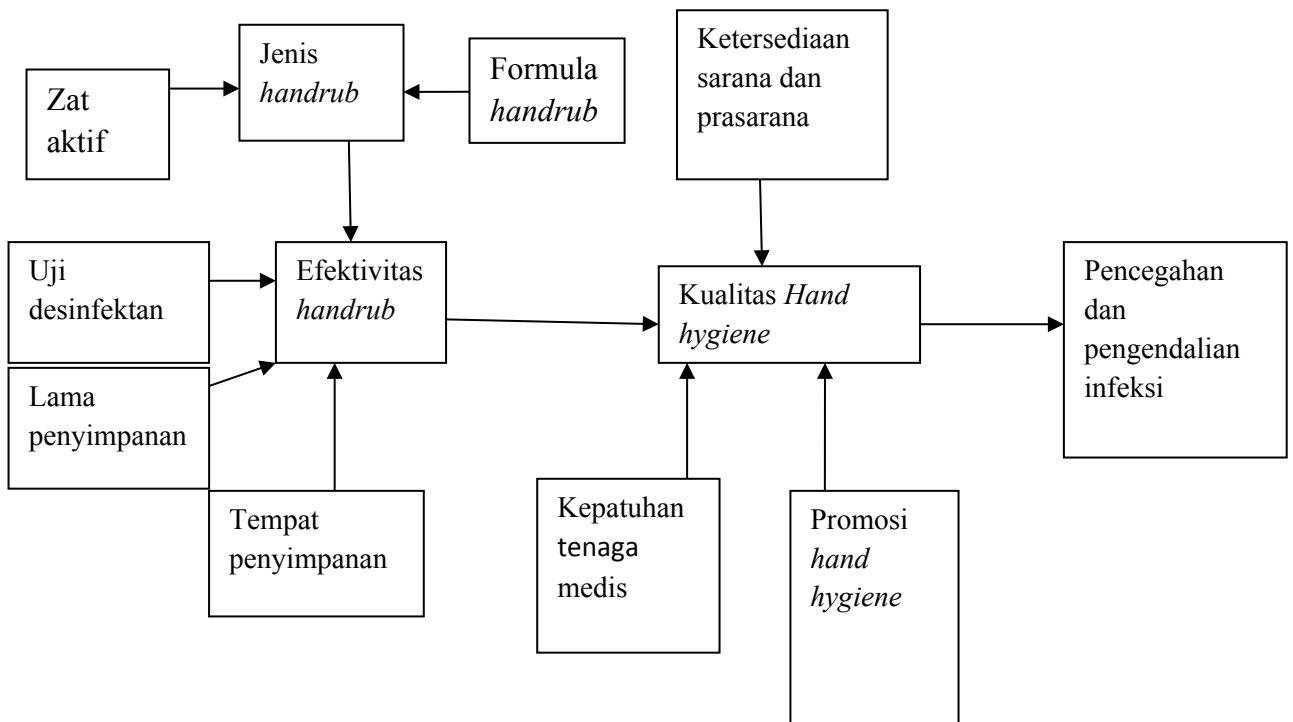 Zat
aktif
Jenis
handrub
Formula
handrub
Ketersediaan
sarana dan
prasarana
Uji
desinfektan
Efektivitas
handrub
Kualitas Hand
hygiene
Pencegahan
dan
pengendalian
infeksi
Lama
penyimpanan
Tempat
penyimpanan
Kepatuhan
tenaga
medis
Promosi
hand
hygiene